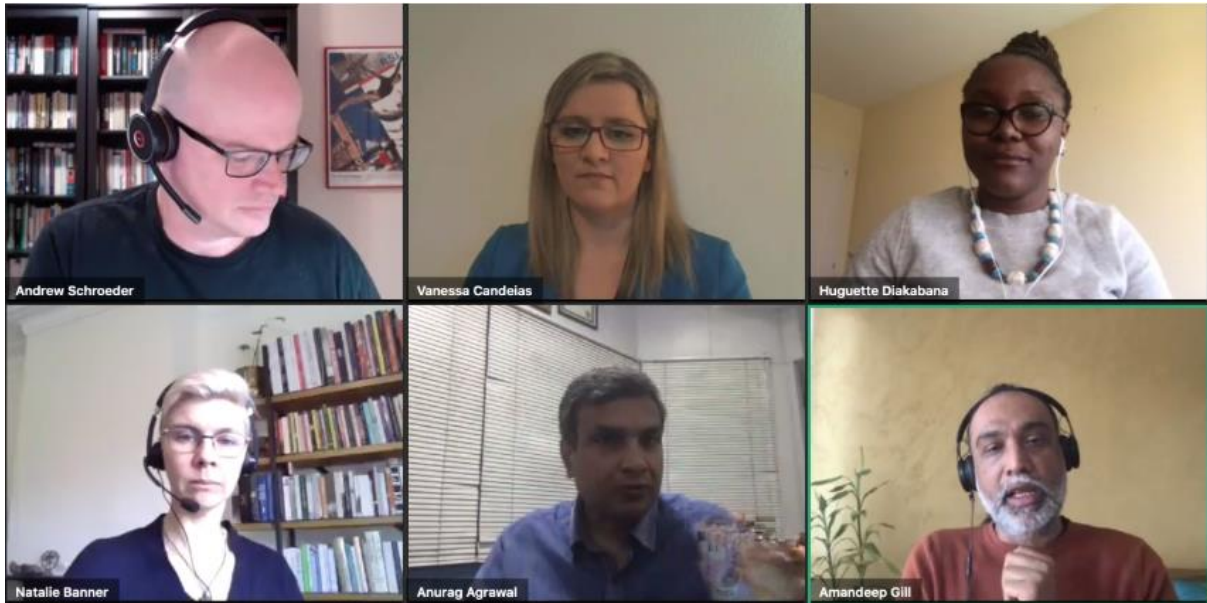 Andrew Schroeder
Vanessa Candeias
Huguette Diakabana
Natalie Banner
Anurag Agrawal
Amandeep Gill